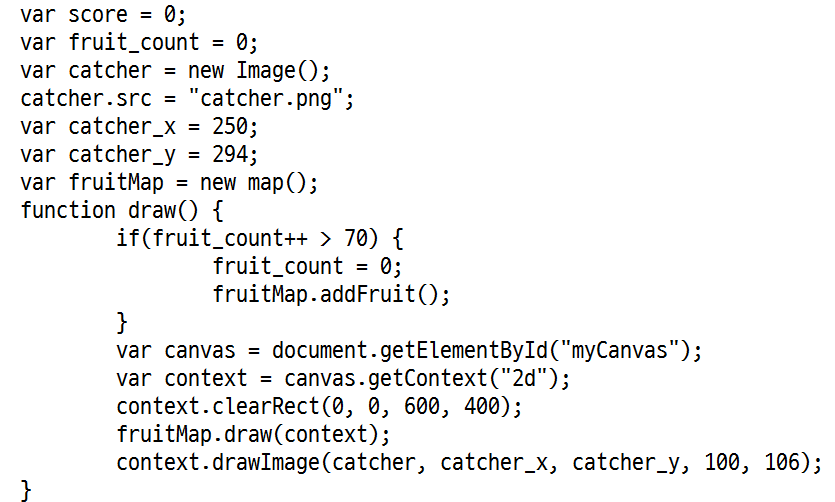 var score = 0;
var fruit_count = 0;
var catcher = new Image();
catcher.src = "catcher.png";
var catcher_x = 250;
var catcher_y = 294;
var fruitMap = new map();
function draw() {
        if(fruit_count++ > 70) {
                fruit_count = 0;
                fruitMap.addFruit();
        }
        var canvas = document.getElementById("myCanvas");
        var context = canvas.getContext("2d");
        context.clearRect(0, 0, 600, 400);
        fruitMap.draw(context);
        context.drawImage(catcher, catcher_x, catcher_y, 100, 106);
}